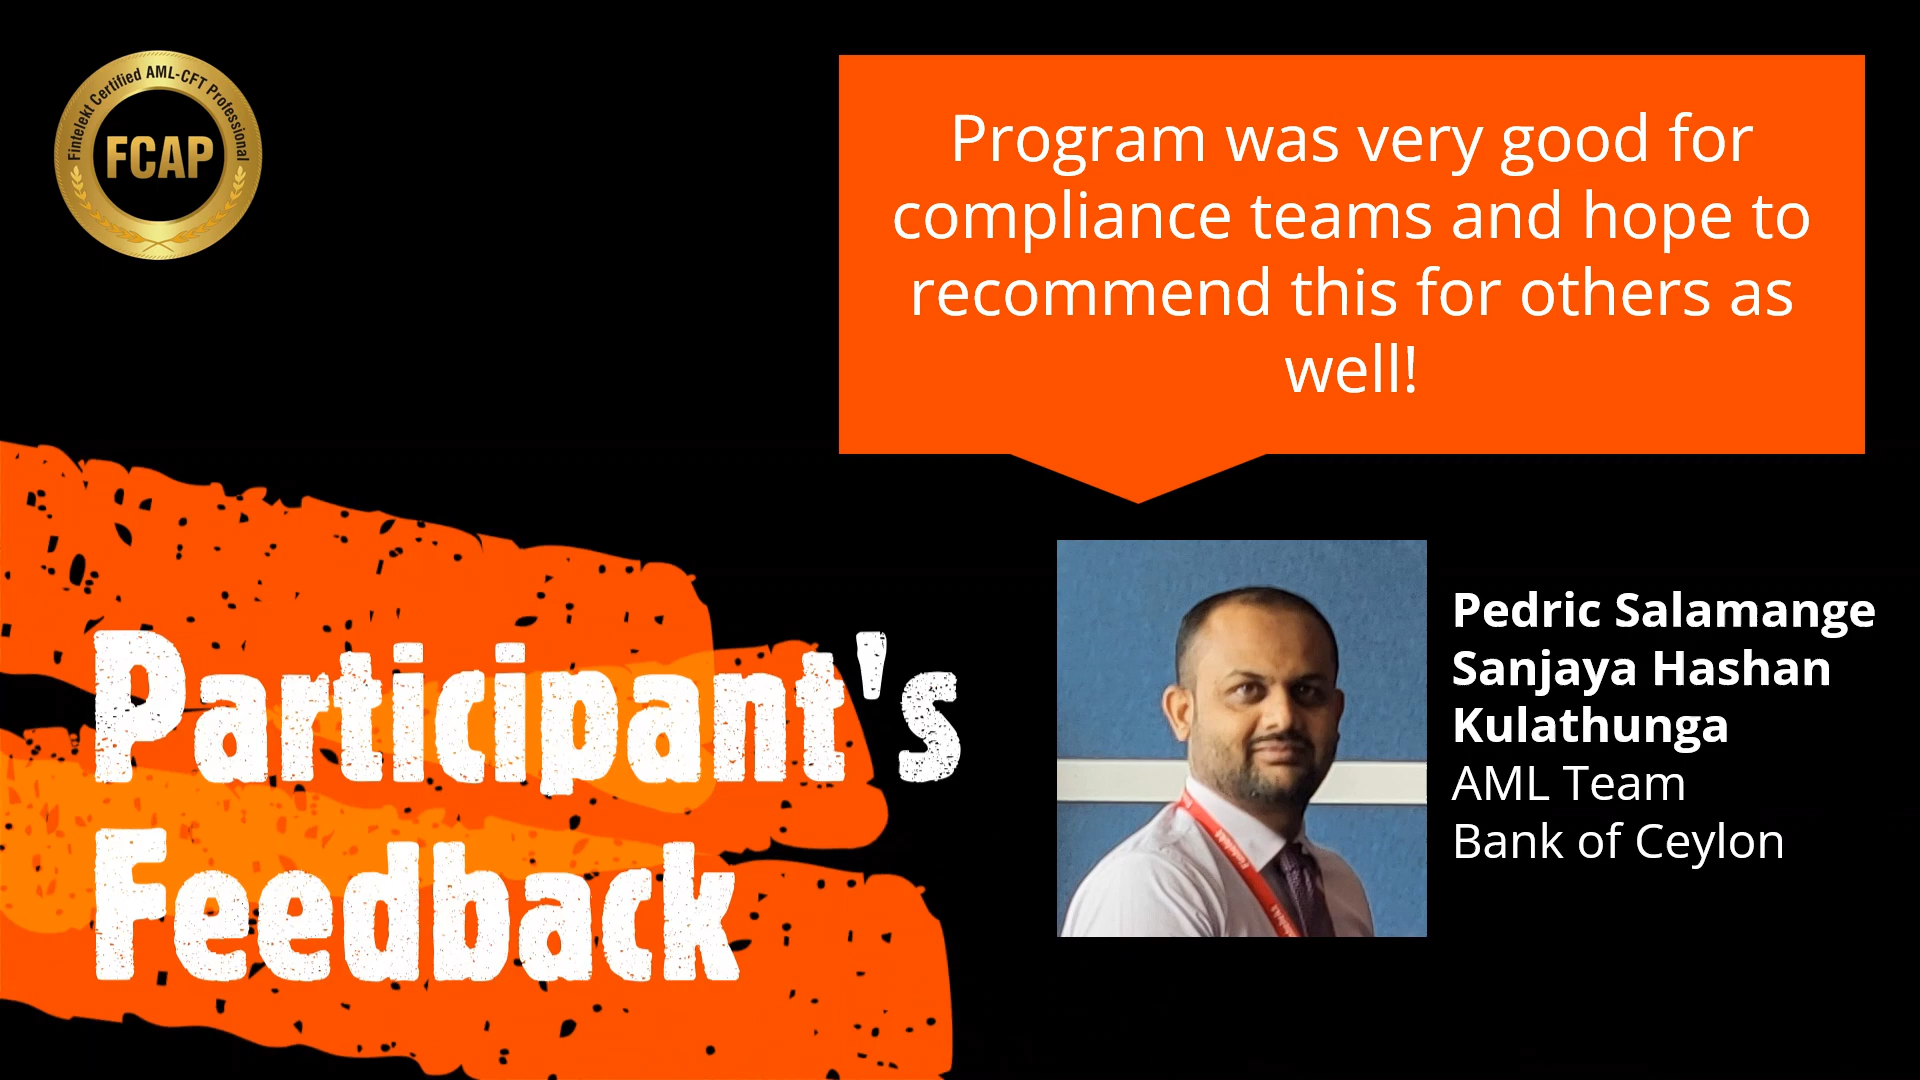 Fintelekt Certified AML-CFT Professional
FCAP
Program was very good for
compliance teams and hope to
recommend this for others as
well!
Participant's
Feedback
Pedric Salamange
Sanjaya Hashan
Kulathunga
AML Team
Bank of Ceylon
Fintelekt